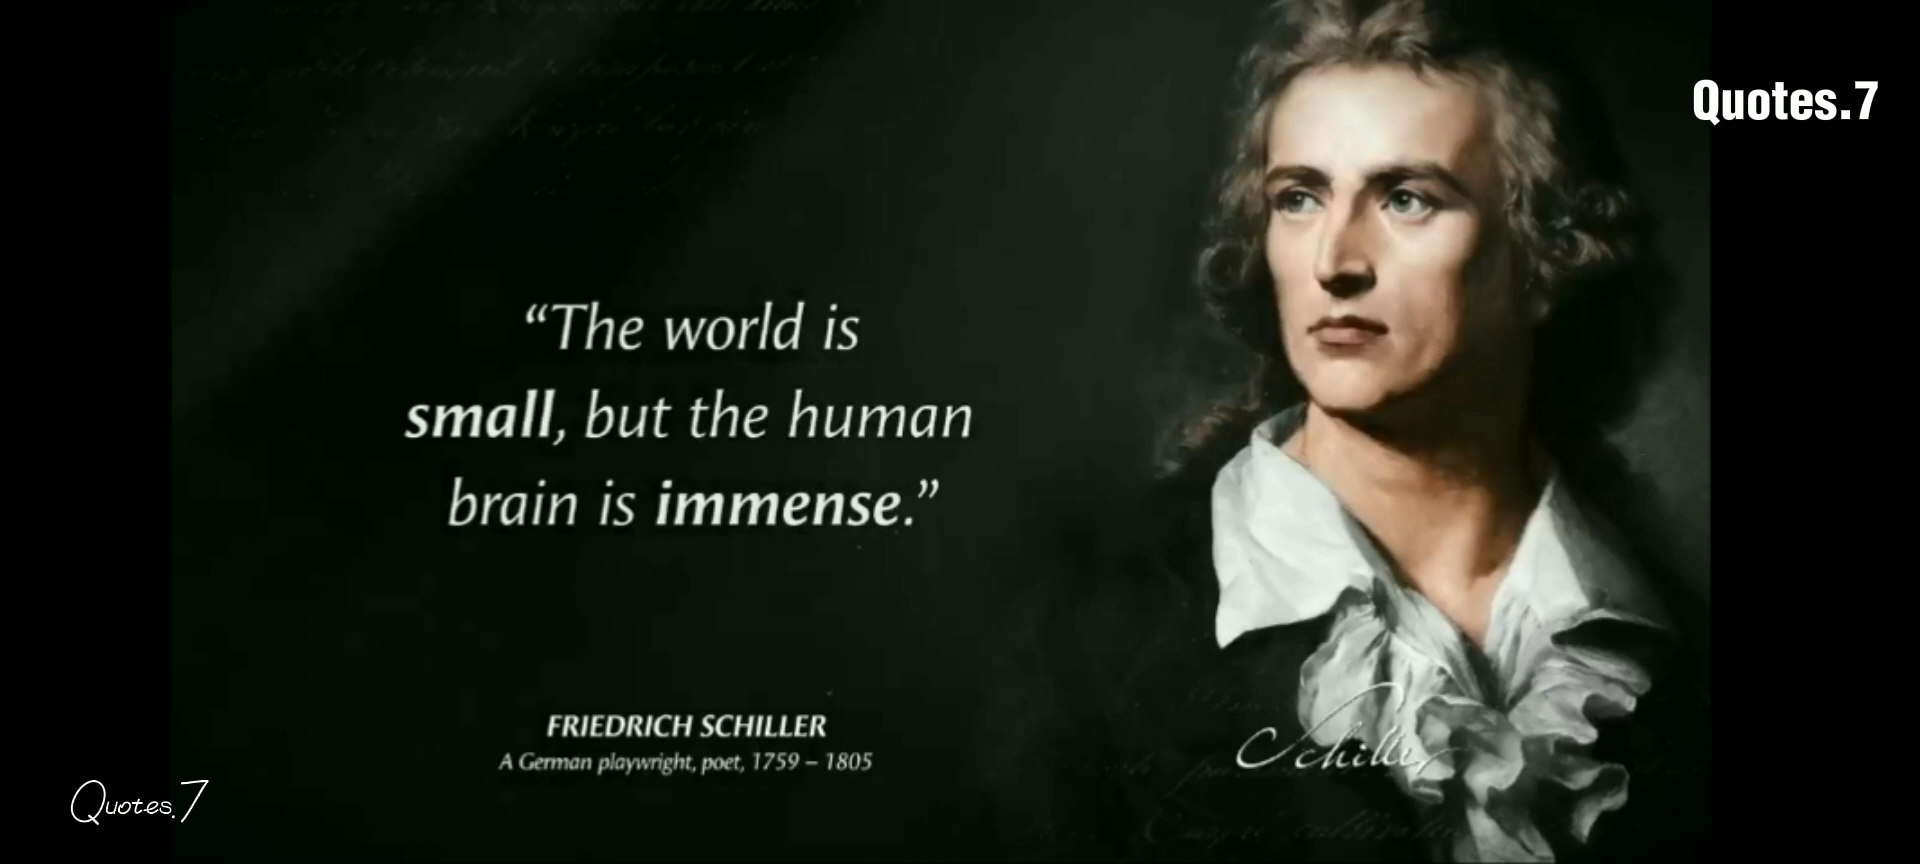 Quotes.7
“The world is
small, but the human
brain is immense.”
FRIEDRICH SCHILLER
A German playwright, poet, 1759 – 1805
Schiller
Quotes.7